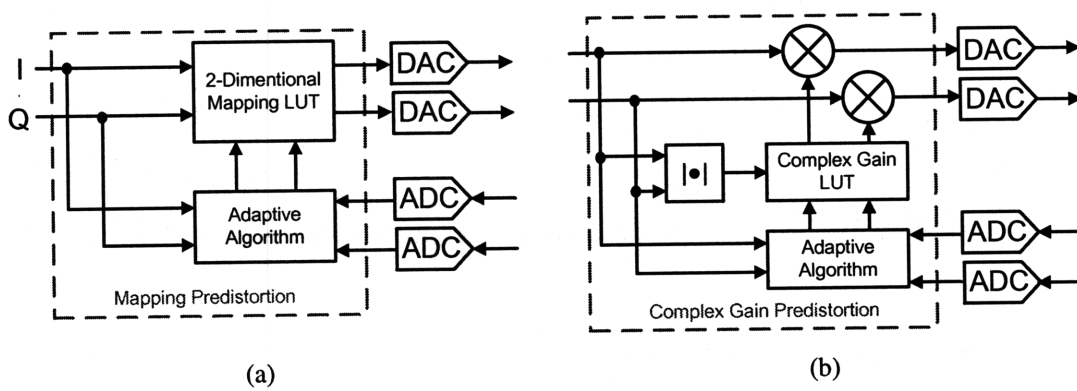 I
Q
2-Dimentional
Mapping LUT
DAC
DAC
Adaptive
Algorithm
ADC
ADC
Mapping Predistortion
(a)
DAC
DAC
|•|
Complex Gain
LUT
Adaptive
Algorithm
ADC
ADC
Complex Gain Predistortion
(b)